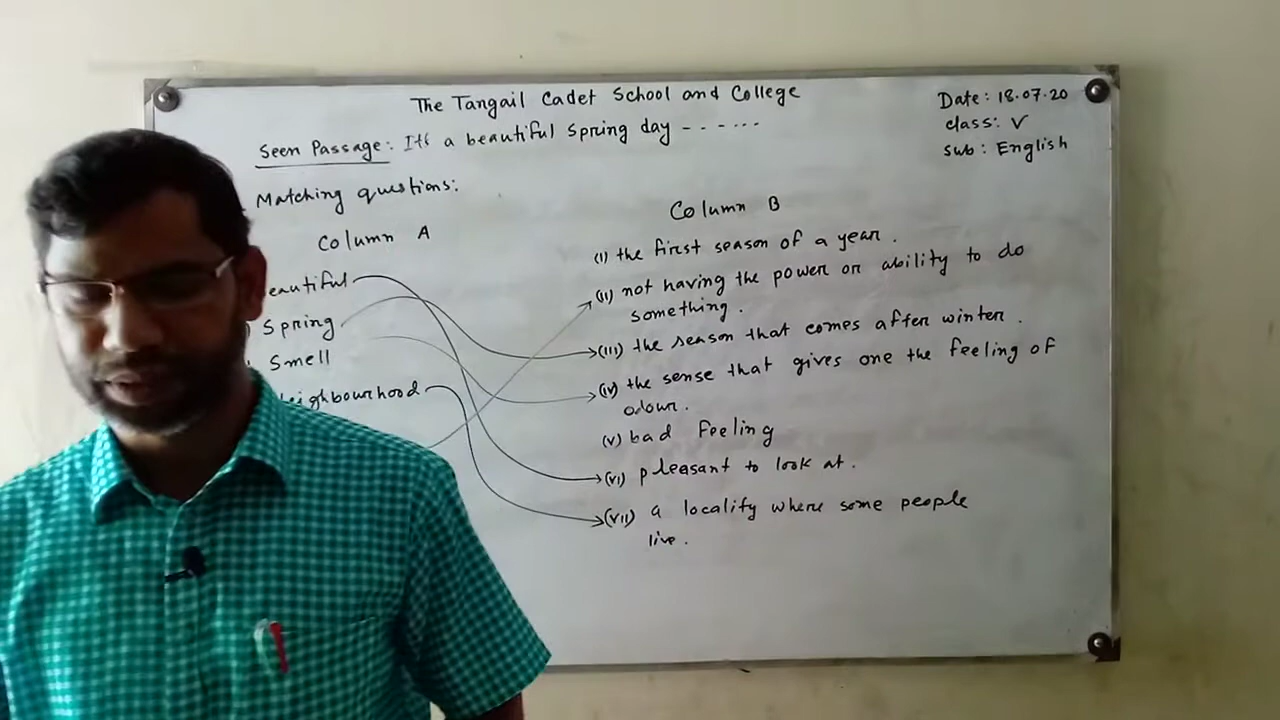 The Tangail Cadet School and College
Date: 18.07.20
class: V
sub: English
Seen Passage: It's a beautiful spring day - - - - - -
Matching questions:
Column A
eautiful
Spring
Smell
eighbourhood
Column B
(i) the first season of a year.
(ii) not having the power or ability to do
something.
(iii) the season that comes after winter.
(iv) the sense that gives one the feeling of
odour.
(v) bad feeling
(vi) pleasant to look at.
(vii) a locality where some people
live.